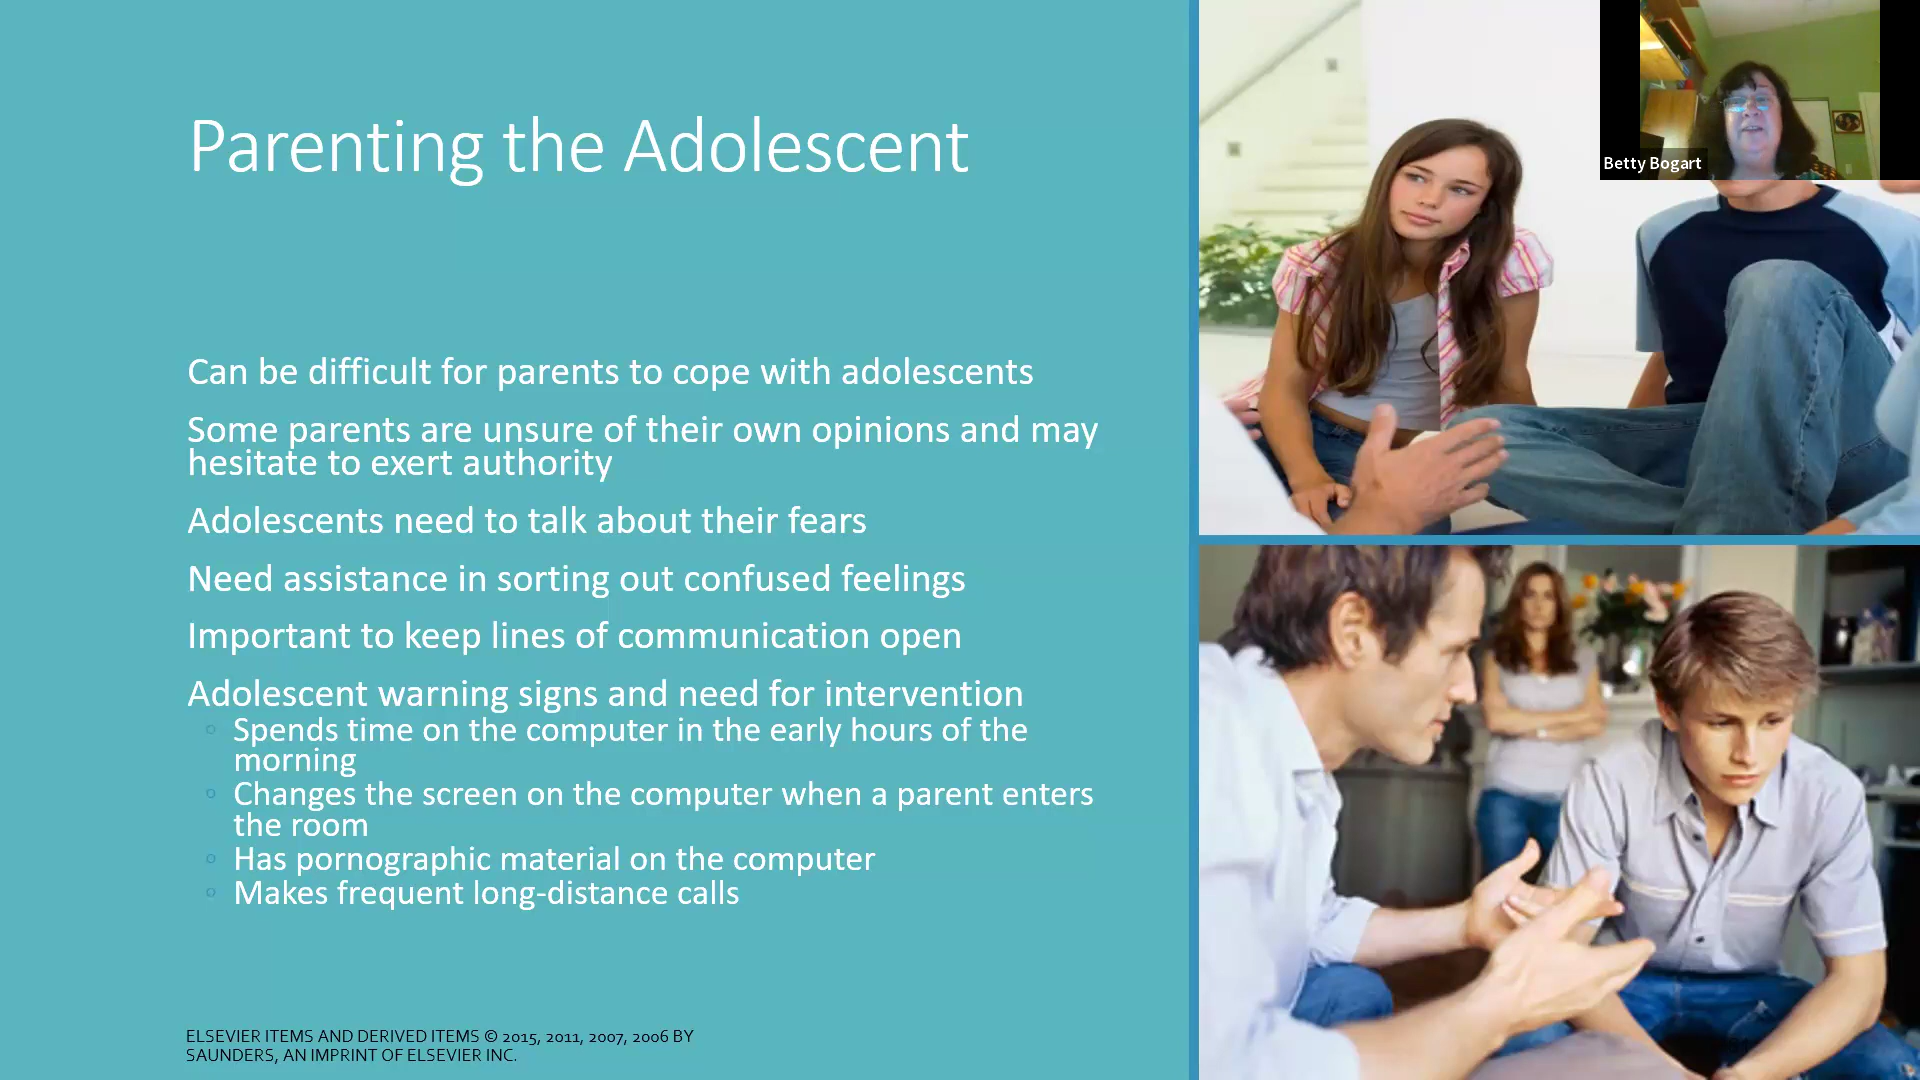 Parenting the Adolescent
Betty Bogart
Can be difficult for parents to cope with adolescents
Some parents are unsure of their own opinions and may
hesitate to exert authority
Adolescents need to talk about their fears
Need assistance in sorting out confused feelings
Important to keep lines of communication open
Adolescent warning signs and need for intervention
Spends time on the computer in the early hours of the
morning
Changes the screen on the computer when a parent enters
the room
Has pornographic material on the computer
Makes frequent long-distance calls
ELSEVIER ITEMS AND DERIVED ITEMS © 2015, 2011, 2007, 2006 BY
SAUNDERS, AN IMPRINT OF ELSEVIER INC.